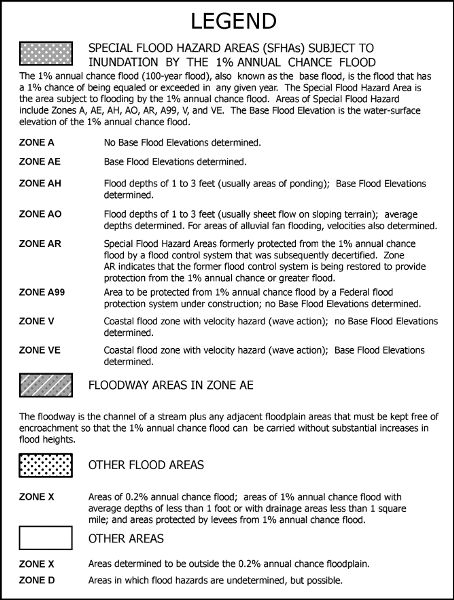 LEGEND
SPECIAL FLOOD HAZARD AREAS (SFHAs) SUBJECT TO
INUNDATION BY THE 1% ANNUAL CHANCE FLOOD
The 1% annual chance flood (100-year flood), also known as the base flood, is the flood that has
a 1% chance of being equaled or exceeded in any given year. The Special Flood Hazard Area is
the area subject to flooding by the 1% annual chance flood. Areas of Special Flood Hazard
include Zones A, AE, AH, AO, AR, A99, V, and VE. The Base Flood Elevation is the water-surface
elevation of the 1% annual chance flood.
ZONE A No Base Flood Elevations determined.
ZONE AE Base Flood Elevations determined.
ZONE AH Flood depths of 1 to 3 feet (usually areas of ponding); Base Flood Elevations
determined.
ZONE AO Flood depths of 1 to 3 feet (usually sheet flow on sloping terrain); average
depths determined. For areas of alluvial fan flooding, velocities also determined.
ZONE AR Special Flood Hazard Areas formerly protected from the 1% annual chance
flood by a flood control system that was subsequently decertified. Zone
AR indicates that the former flood control system is being restored to provide
protection from the 1% annual chance or greater flood.
ZONE A99 Area to be protected from 1% annual chance flood by a Federal flood
protection system under construction; no Base Flood Elevations determined.
ZONE V Coastal flood zone with velocity hazard (wave action); no Base Flood Elevations
determined.
ZONE VE Coastal flood zone with velocity hazard (wave action); Base Flood Elevations
determined.
FLOODWAY AREAS IN ZONE AE
The floodway is the channel of a stream plus any adjacent floodplain areas that must be kept free of
encroachment so that the 1% annual chance flood can be carried without substantial increases in
flood heights.
OTHER FLOOD AREAS
ZONE X Areas of 0.2% annual chance flood; areas of 1% annual chance flood with
average depths of less than 1 foot or with drainage areas less than 1 square
mile; and areas protected by levees from 1% annual chance flood.
OTHER AREAS
ZONE X Areas determined to be outside the 0.2% annual chance floodplain.
ZONE D Areas in which flood hazards are undetermined, but possible.